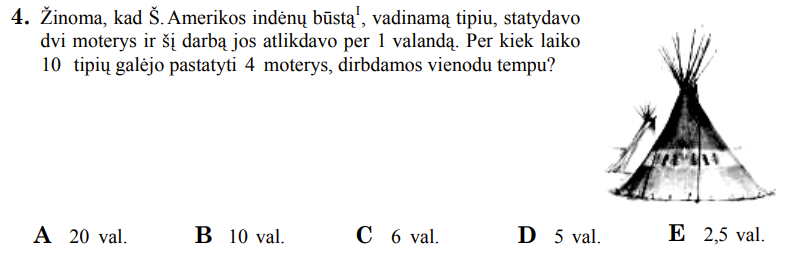 4. Žinoma, kad Š. Amerikos indėnų būstą¹, vadinamą tipiu, statydavo
dvi moterys ir šį darbą jos atlikdavo per 1 valandą. Per kiek laiko
10 tipių galėjo pastatyti 4 moterys, dirbdamos vienodu tempu?
A 20 val. B 10 val. C 6 val. D 5 val. E 2,5 val.